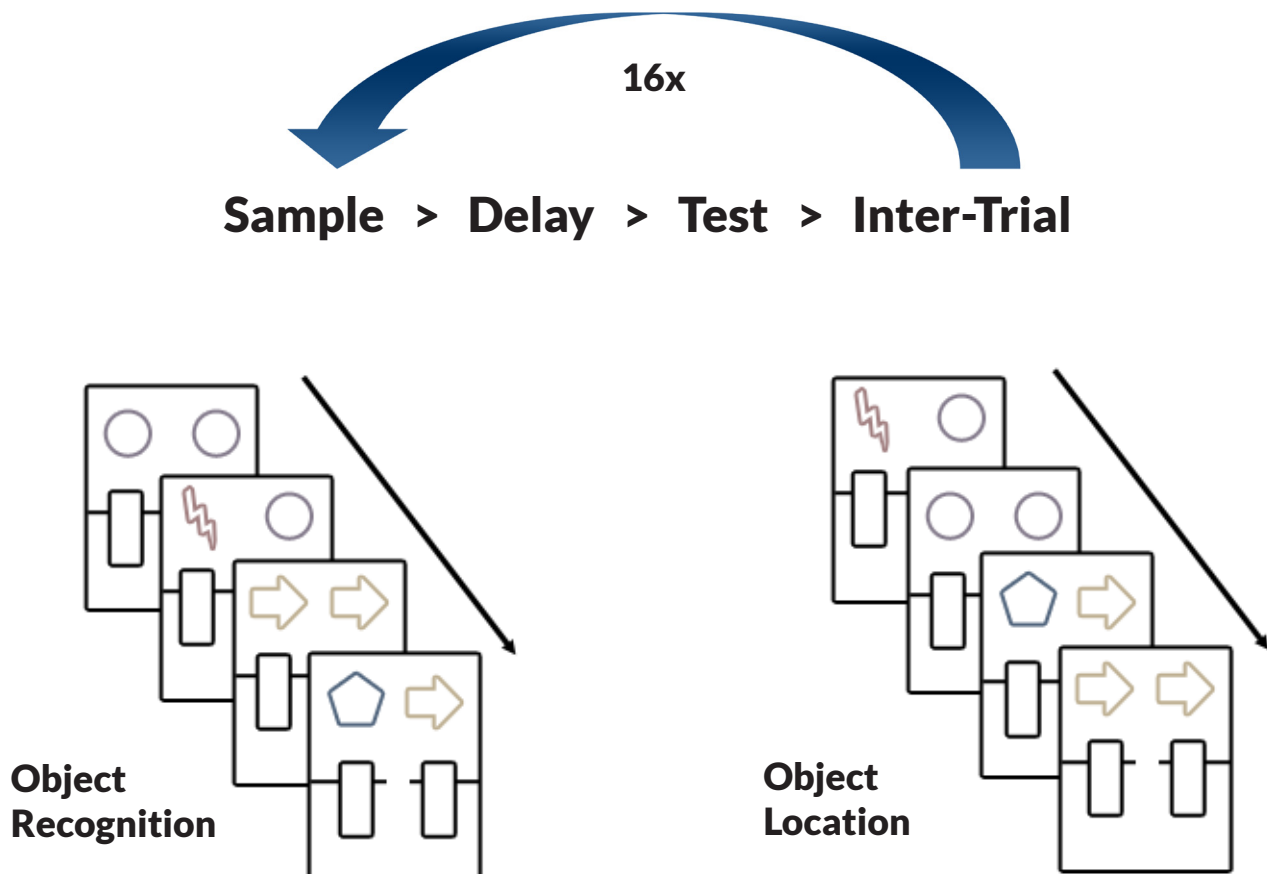 16x
Sample > Delay > Test > Inter-Trial
Object
Recognition
Object
Location